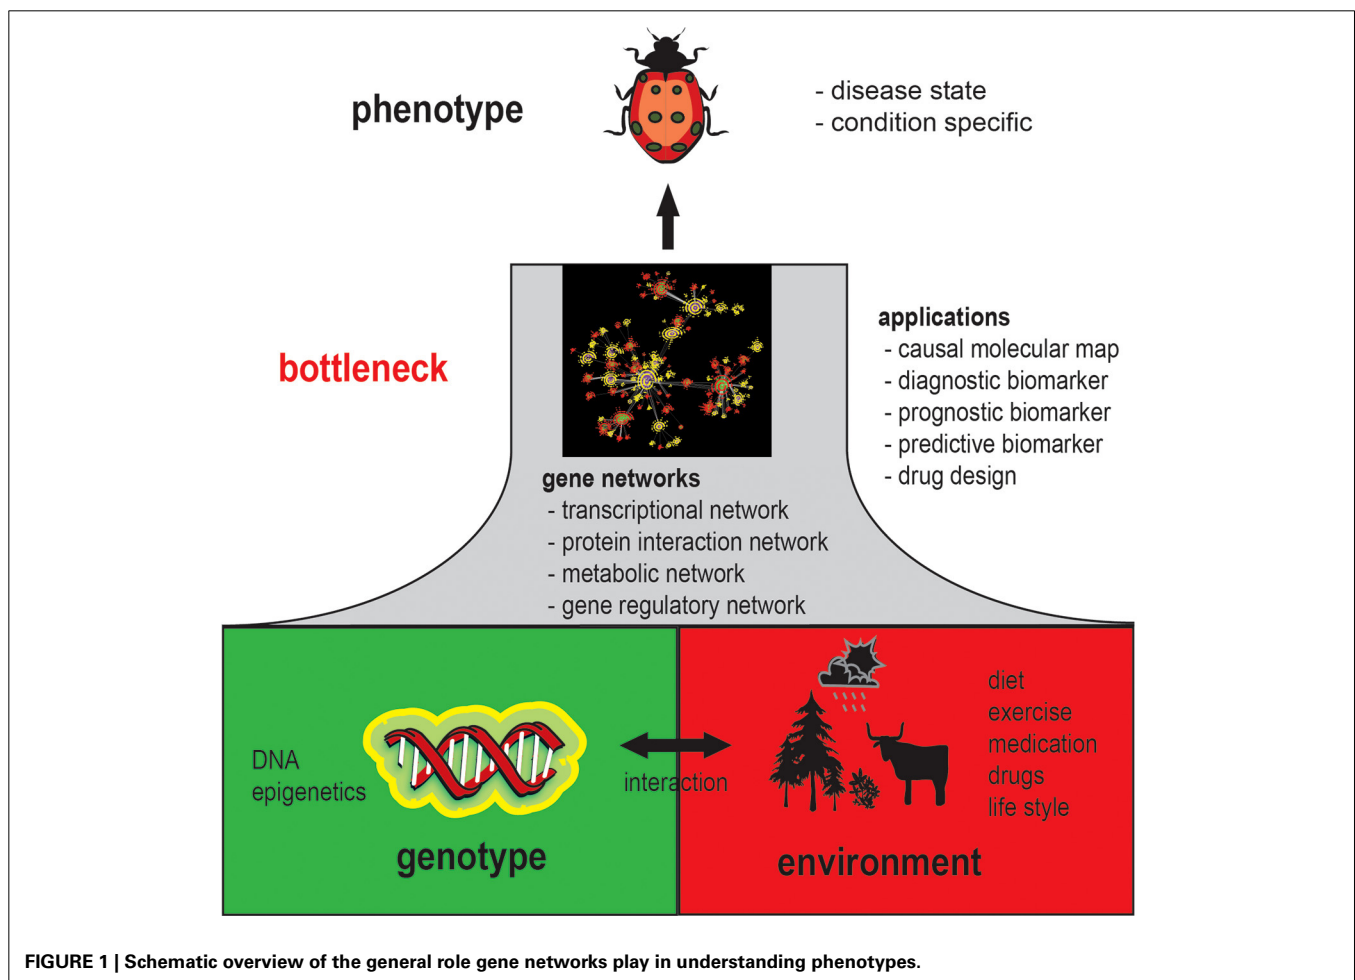 phenotype
- disease state
- condition specific
bottleneck
applications
- causal molecular map
- diagnostic biomarker
- prognostic biomarker
- predictive biomarker
- drug design
gene networks
- transcriptional network
- protein interaction network
- metabolic network
- gene regulatory network
DNA
epigenetics
genotype
interaction
diet
exercise
medication
drugs
life style
environment
FIGURE 1 | Schematic overview of the general role gene networks play in understanding phenotypes.